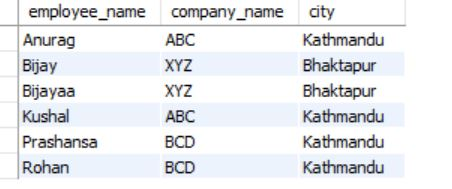 employee_name company_name city
Anurag ABC Kathmandu
Bijay XYZ Bhaktapur
Bijayaa XYZ Bhaktapur
Kushal ABC Kathmandu
Prashansa BCD Kathmandu
Rohan BCD Kathmandu